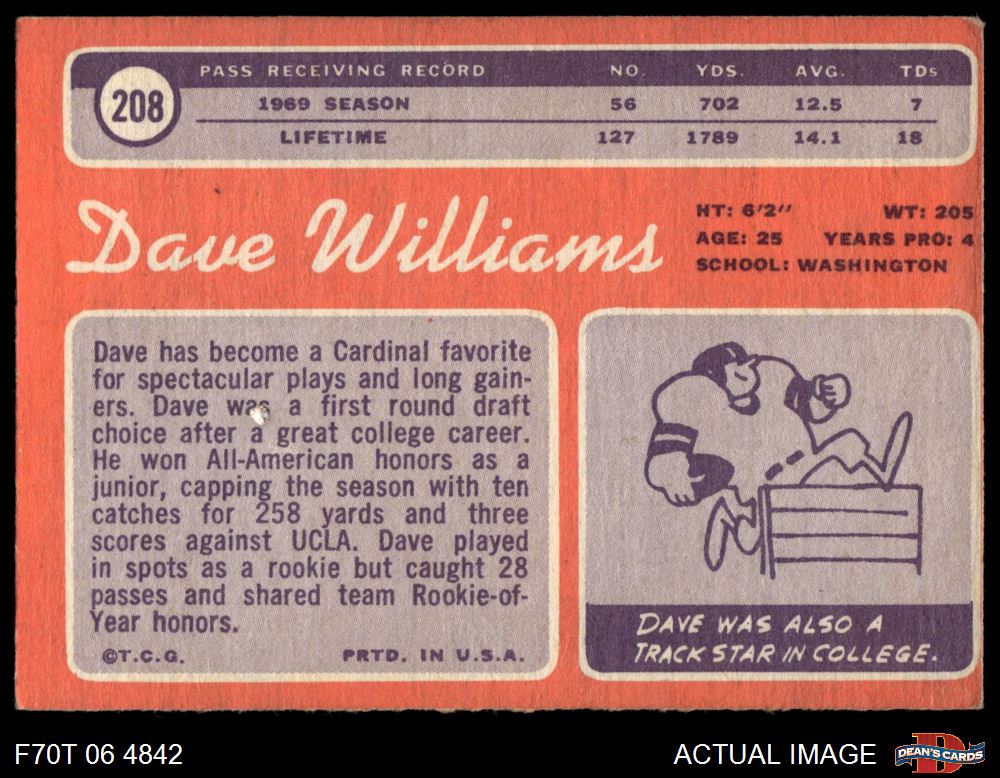 208
PASS RECEIVING RECORD NO. YDS. AVG. TDs
1969 SEASON 56 702 12.5 7
LIFETIME 127 1789 14.1 18
Dave Williams
HT: 6'2" WT: 205
AGE: 25 YEARS PRO: 4
SCHOOL: WASHINGTON
Dave has become a Cardinal favorite
for spectacular plays and long gain-
ers. Dave was a first round draft
choice after a great college career.
He won All-American honors as a
junior, capping the season with ten
catches for 258 yards and three
scores against UCLA. Dave played
in spots as a rookie but caught 28
passes and shared team Rookie-of-
Year honors.
©T.C.G. PRTD. IN U.S.A.
DAVE WAS ALSO A
TRACK STAR IN COLLEGE.
F70T 06 4842 ACTUAL IMAGE D DEAN'S CARDS